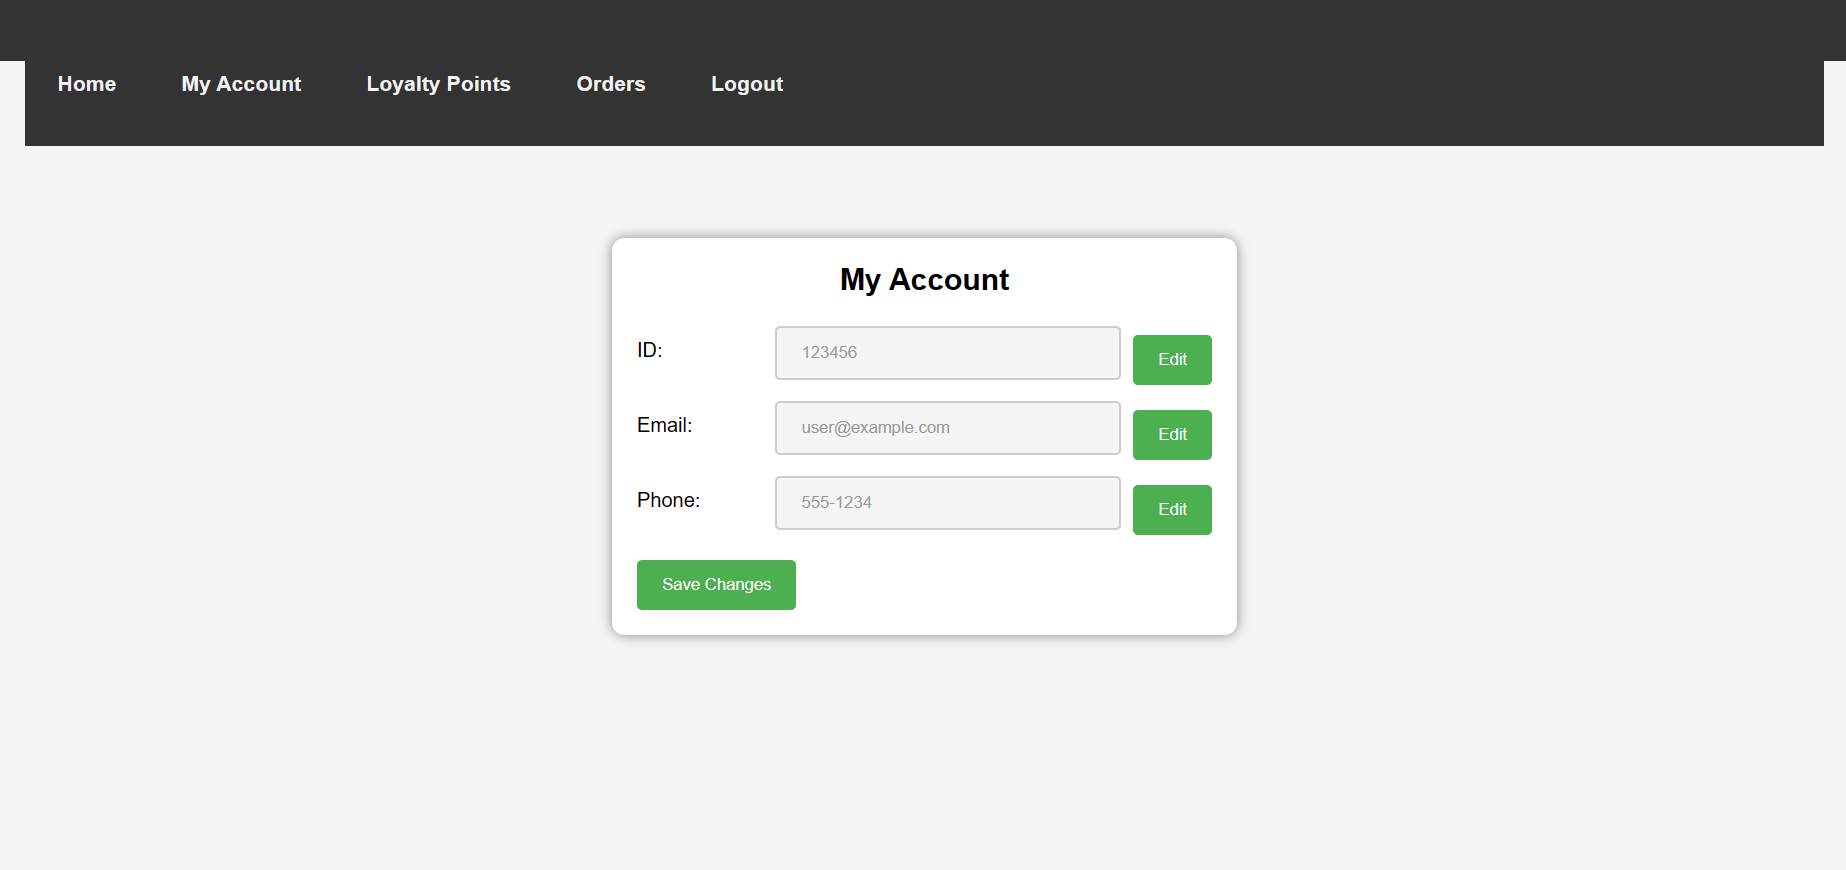 Home My Account Loyalty Points Orders Logout
My Account
ID: 123456 Edit
Email: user@example.com Edit
Phone: 555-1234 Edit
Save Changes